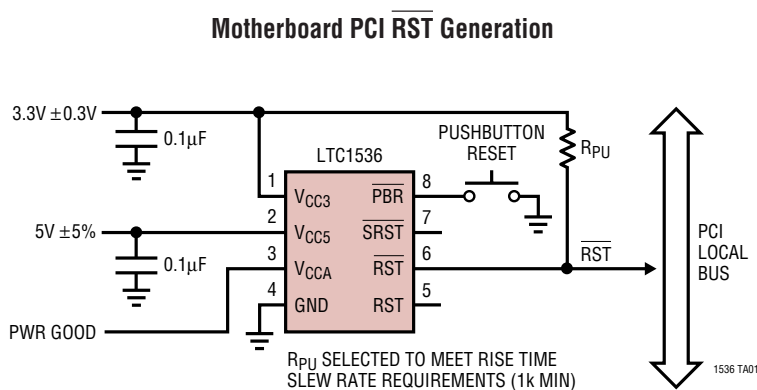 Motherboard PCI RST Generation
3.3V ±0.3V
0.1µF
LTC1536
PUSHBUTTON
RESET
RPU
1
VCC3
PBR
8
5V ±5%
2
VCC5
SRST
7
0.1µF
3
VCCA
RST
6
RST
4
GND
RST
5
PWR GOOD
PCI
LOCAL
BUS
RPU SELECTED TO MEET RISE TIME
SLEW RATE REQUIREMENTS (1k MIN)
1536 TA01